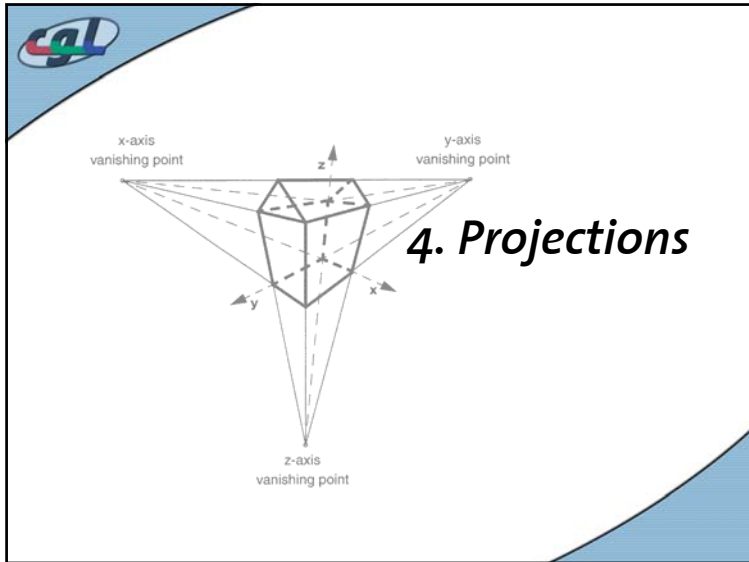 cgl
x-axis
vanishing point
y-axis
vanishing point
z
4. Projections
y
x
z-axis
vanishing point